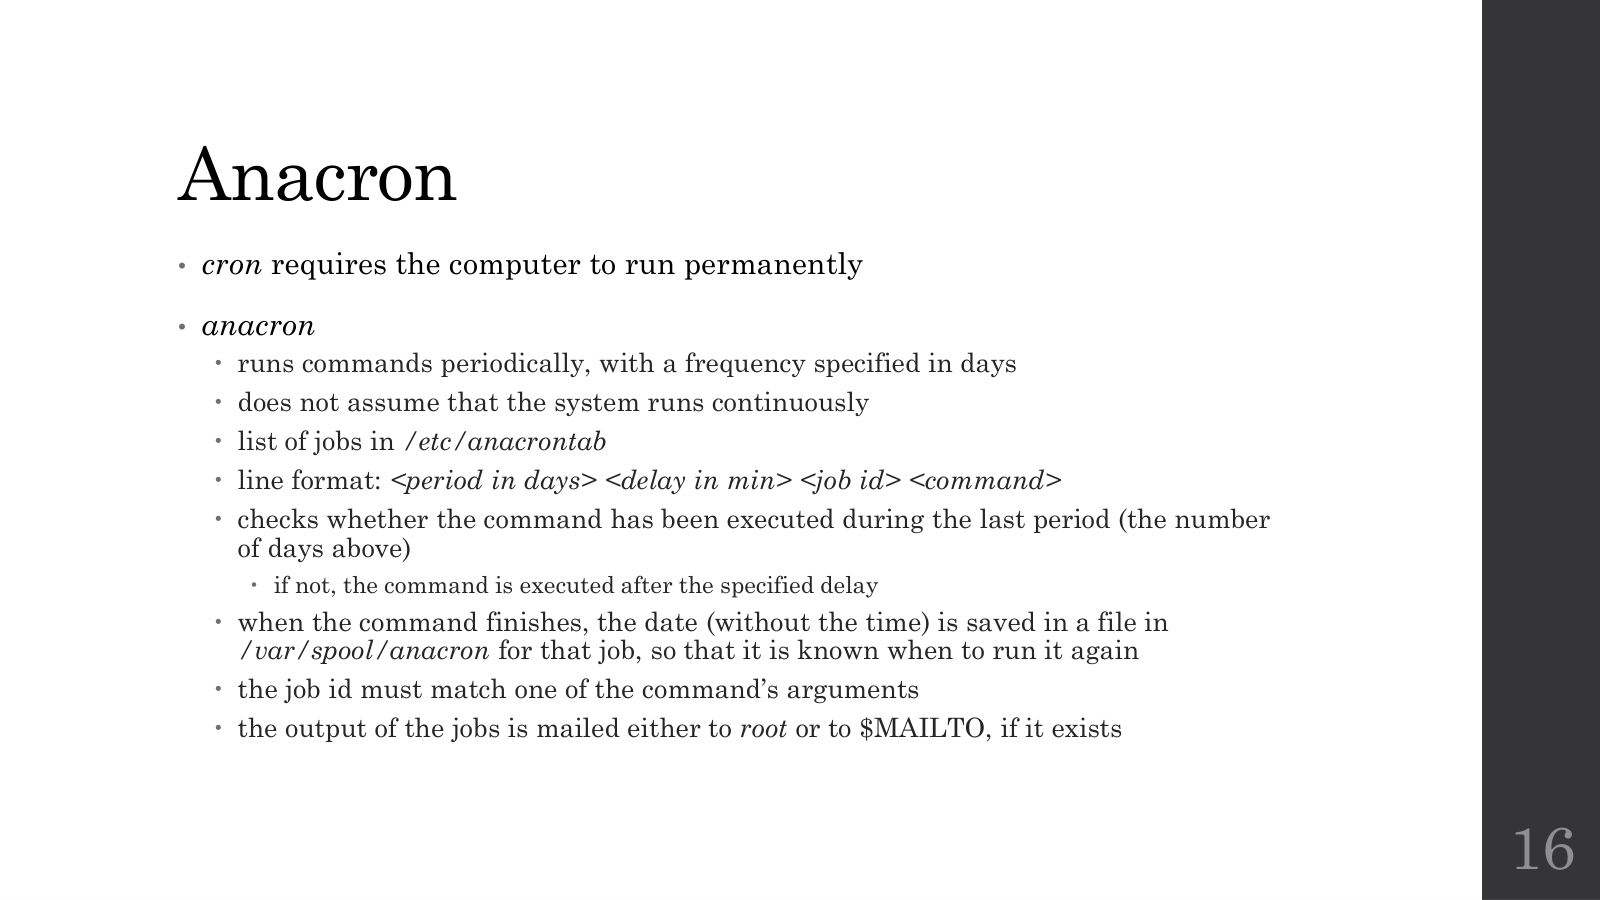 Anacron
• cron requires the computer to run permanently
• anacron
• runs commands periodically, with a frequency specified in days
• does not assume that the system runs continuously
• list of jobs in /etc/anacrontab
• line format: <period in days> <delay in min> <job id> <command>
• checks whether the command has been executed during the last period (the number
of days above)
• if not, the command is executed after the specified delay
• when the command finishes, the date (without the time) is saved in a file in
/var/spool/anacron for that job, so that it is known when to run it again
• the job id must match one of the command’s arguments
• the output of the jobs is mailed either to root or to $MAILTO, if it exists
16